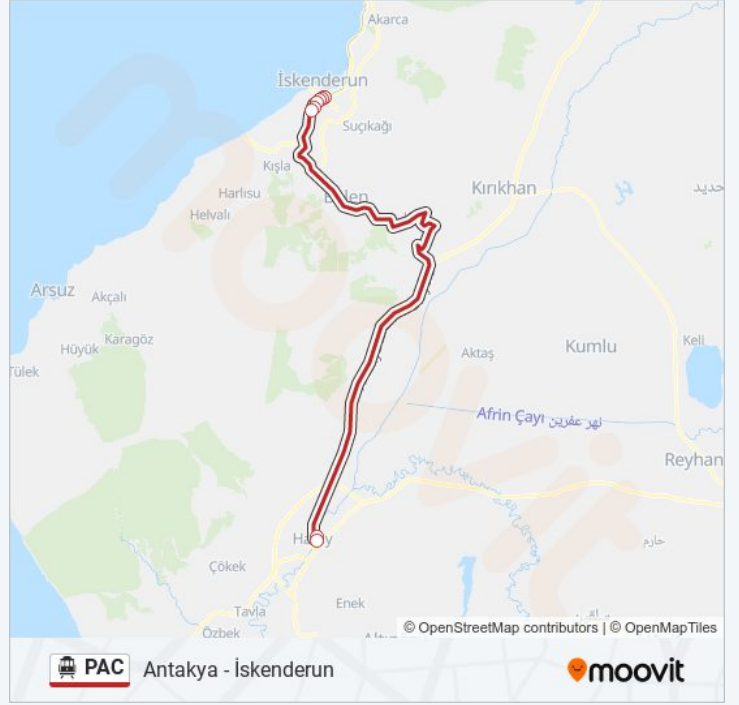 Akarca
İskenderun
Suçıkağı
Kışla
Kırıkhan
Harlısu
Helvalı
حديد
Arsuz
Akçalı
Karagöz
Hüyük
Tülek
Aktaş
Kumlu
Keli
Afrin Çayı نهر عفرين
Reyhan
حارم
Çökek
Tavla
Enek
Özbek
© OpenStreetMap contributors | © OpenMapTiles
PAC Antakya - İskenderun
moovit